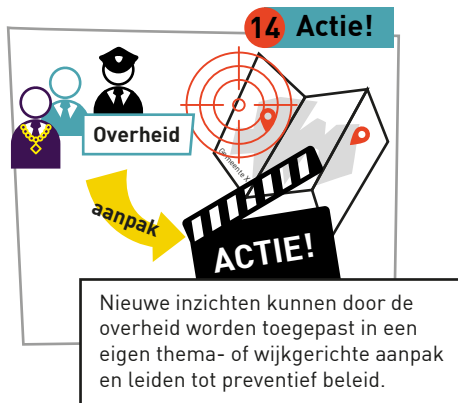 14 Actie!
Overheid
Gemeente X
aanpak
ACTIE!
Nieuwe inzichten kunnen door de
overheid worden toegepast in een
eigen thema- of wijkgerichte aanpak
en leiden tot preventief beleid.